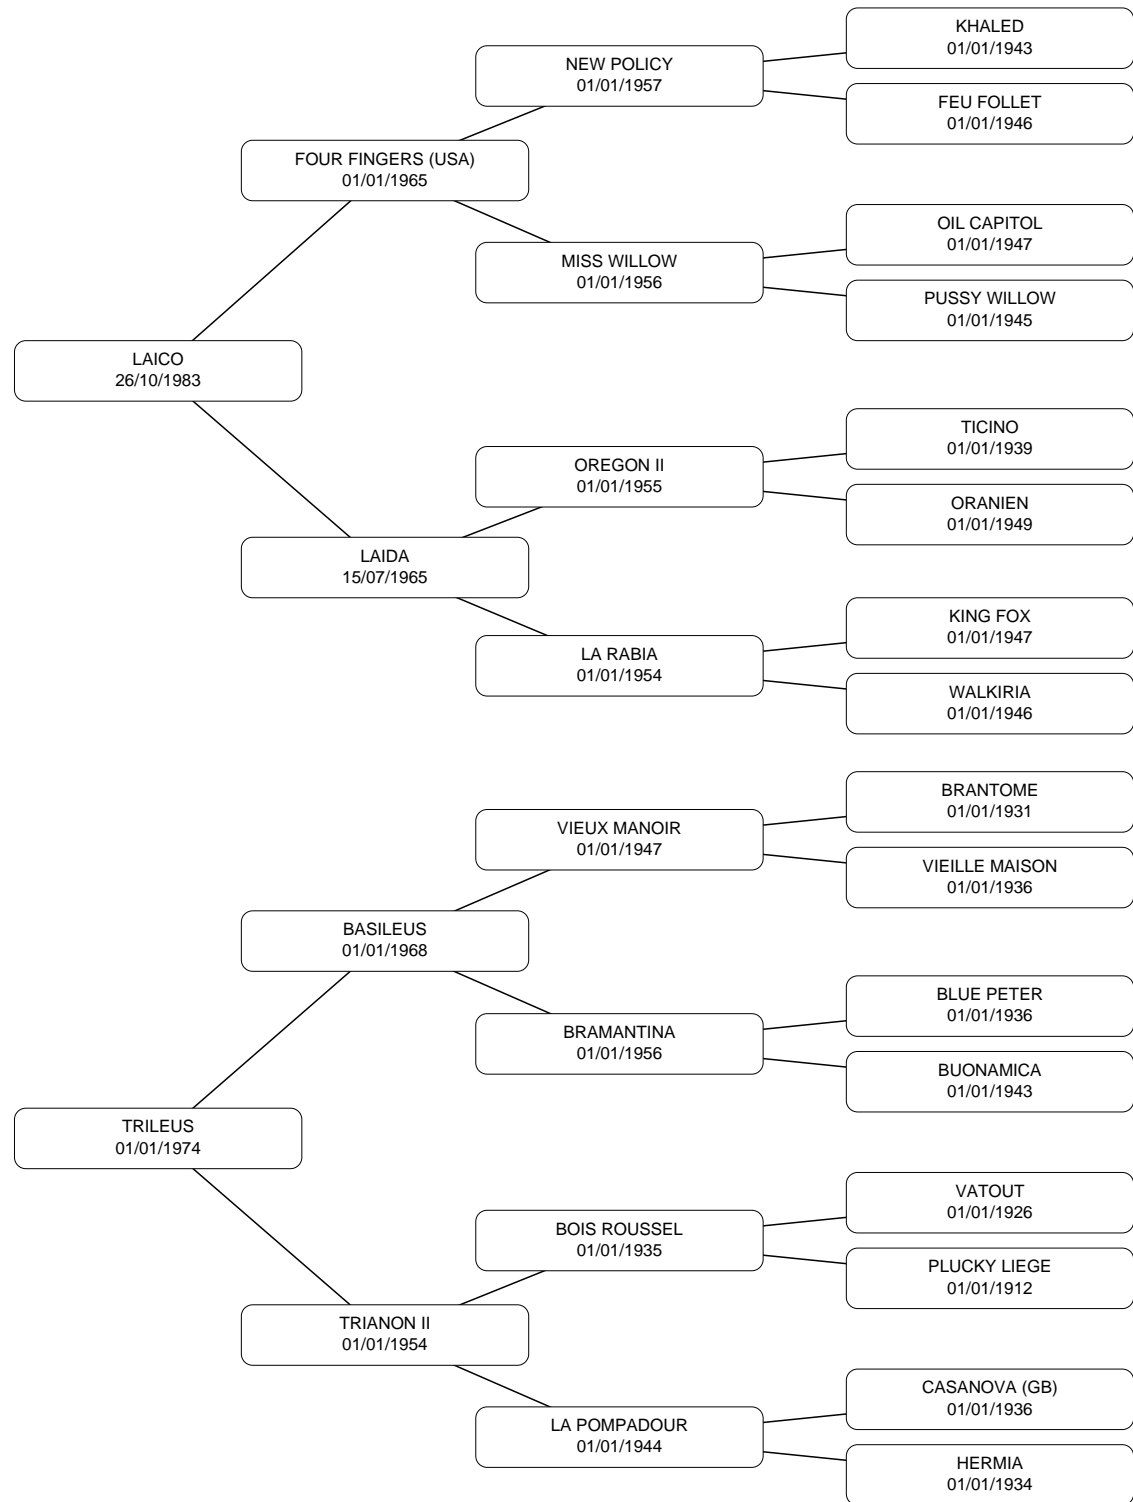 KHALED
01/01/1943
NEW POLICY
01/01/1957
FEU FOLLET
01/01/1946
FOUR FINGERS (USA)
01/01/1965
OIL CAPITOL
01/01/1947
MISS WILLOW
01/01/1956
PUSSY WILLOW
01/01/1945
LAICO
26/10/1983
TICINO
01/01/1939
OREGON II
01/01/1955
ORANIEN
01/01/1949
LAIDA
15/07/1965
KING FOX
01/01/1947
LA RABIA
01/01/1954
WALKIRIA
01/01/1946
BRANTOME
01/01/1931
VIEUX MANOIR
01/01/1947
VIEILLE MAISON
01/01/1936
BASILEUS
01/01/1968
BLUE PETER
01/01/1936
BRAMANTINA
01/01/1956
BUONAMICA
01/01/1943
TRILEUS
01/01/1974
VATOUT
01/01/1926
BOIS ROUSSEL
01/01/1935
PLUCKY LIEGE
01/01/1912
TRIANON II
01/01/1954
CASANOVA (GB)
01/01/1936
LA POMPADOUR
01/01/1944
HERMIA
01/01/1934